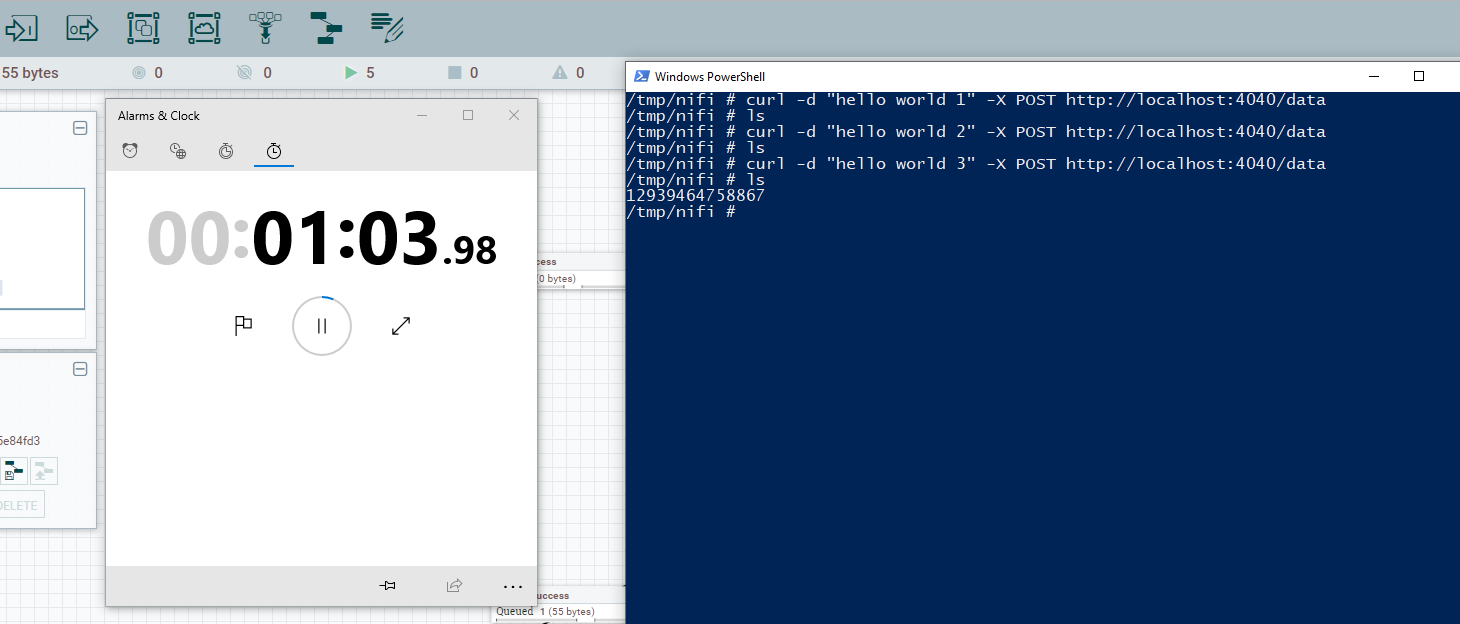 55 bytes
0
0
5
0
0
Alarms & Clock
00:01:03.98
5e84fd3
DELETE
cess
(0 bytes)
uccess
Queued 1 (55 bytes)
Windows PowerShell
/tmp/nifi # curl -d "hello world 1" -X POST http://localhost:4040/data
/tmp/nifi # ls
/tmp/nifi # curl -d "hello world 2" -X POST http://localhost:4040/data
/tmp/nifi # ls
/tmp/nifi # curl -d "hello world 3" -X POST http://localhost:4040/data
/tmp/nifi # ls
12939464758867
/tmp/nifi #